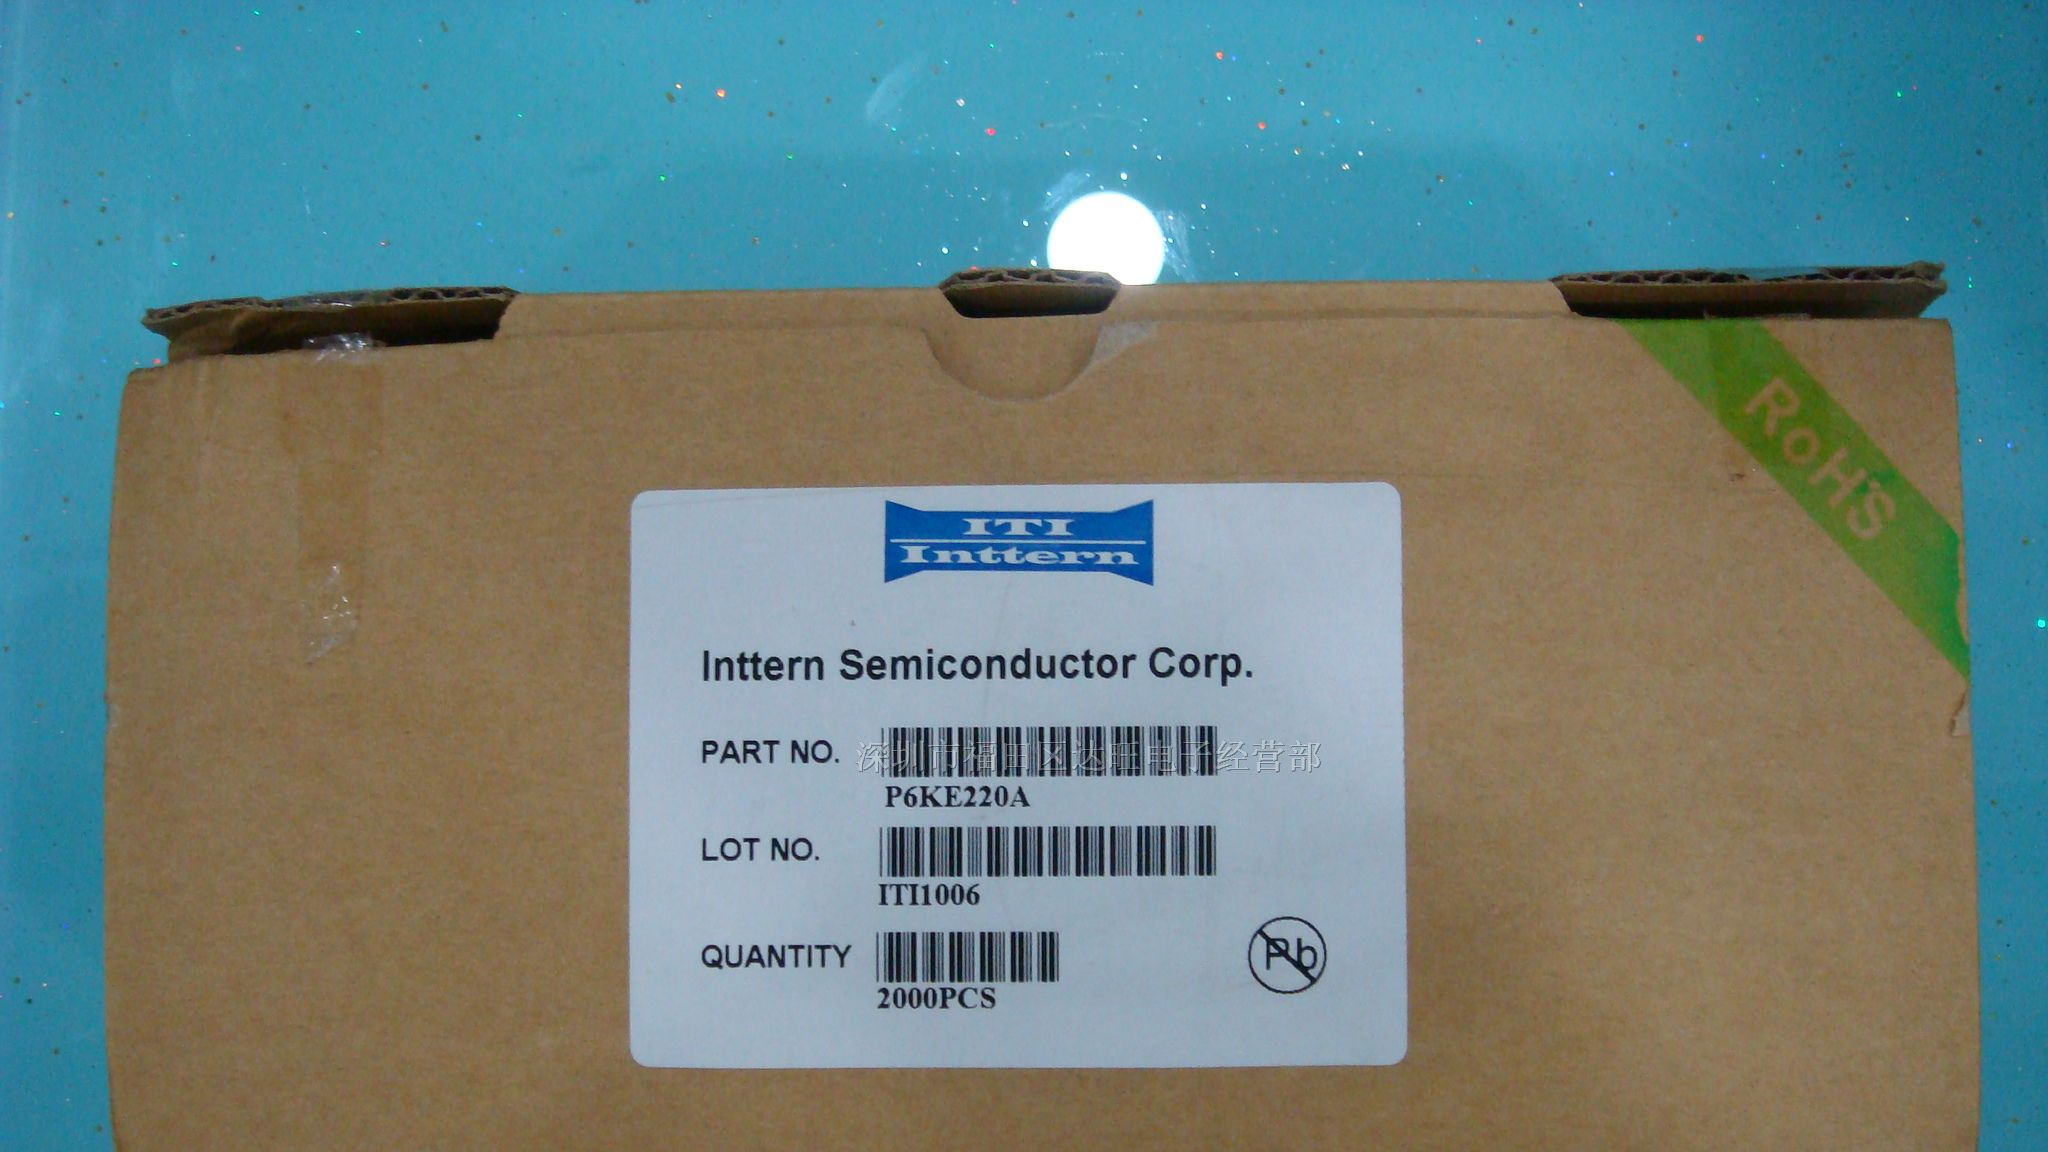 RoHS
ITI
Inttern
Inttern Semiconductor Corp.
PART NO.
深圳市福田区达旺电子经营部
P6KE220A
LOT NO.
ITI1006
QUANTITY
2000PCS
Pb